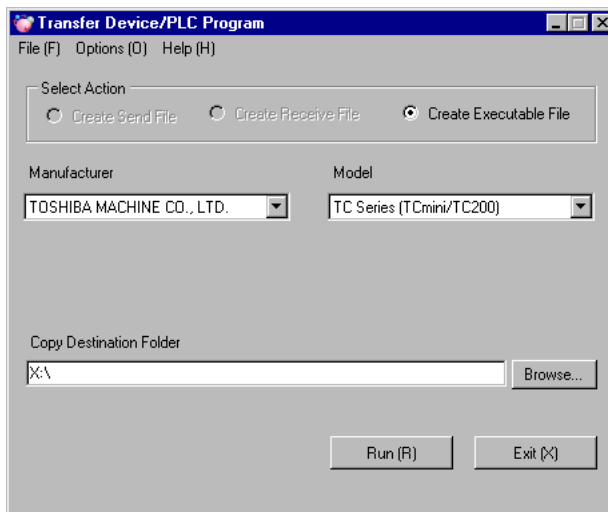 Transfer Device/PLC Program
File (F) Options (O) Help (H)
Select Action
Create Send File Create Receive File Create Executable File
Manufacturer Model
TOSHIBA MACHINE CO., LTD. TC Series (TCmini/TC200)
Copy Destination Folder
X:\ Browse...
Run (R) Exit (X)